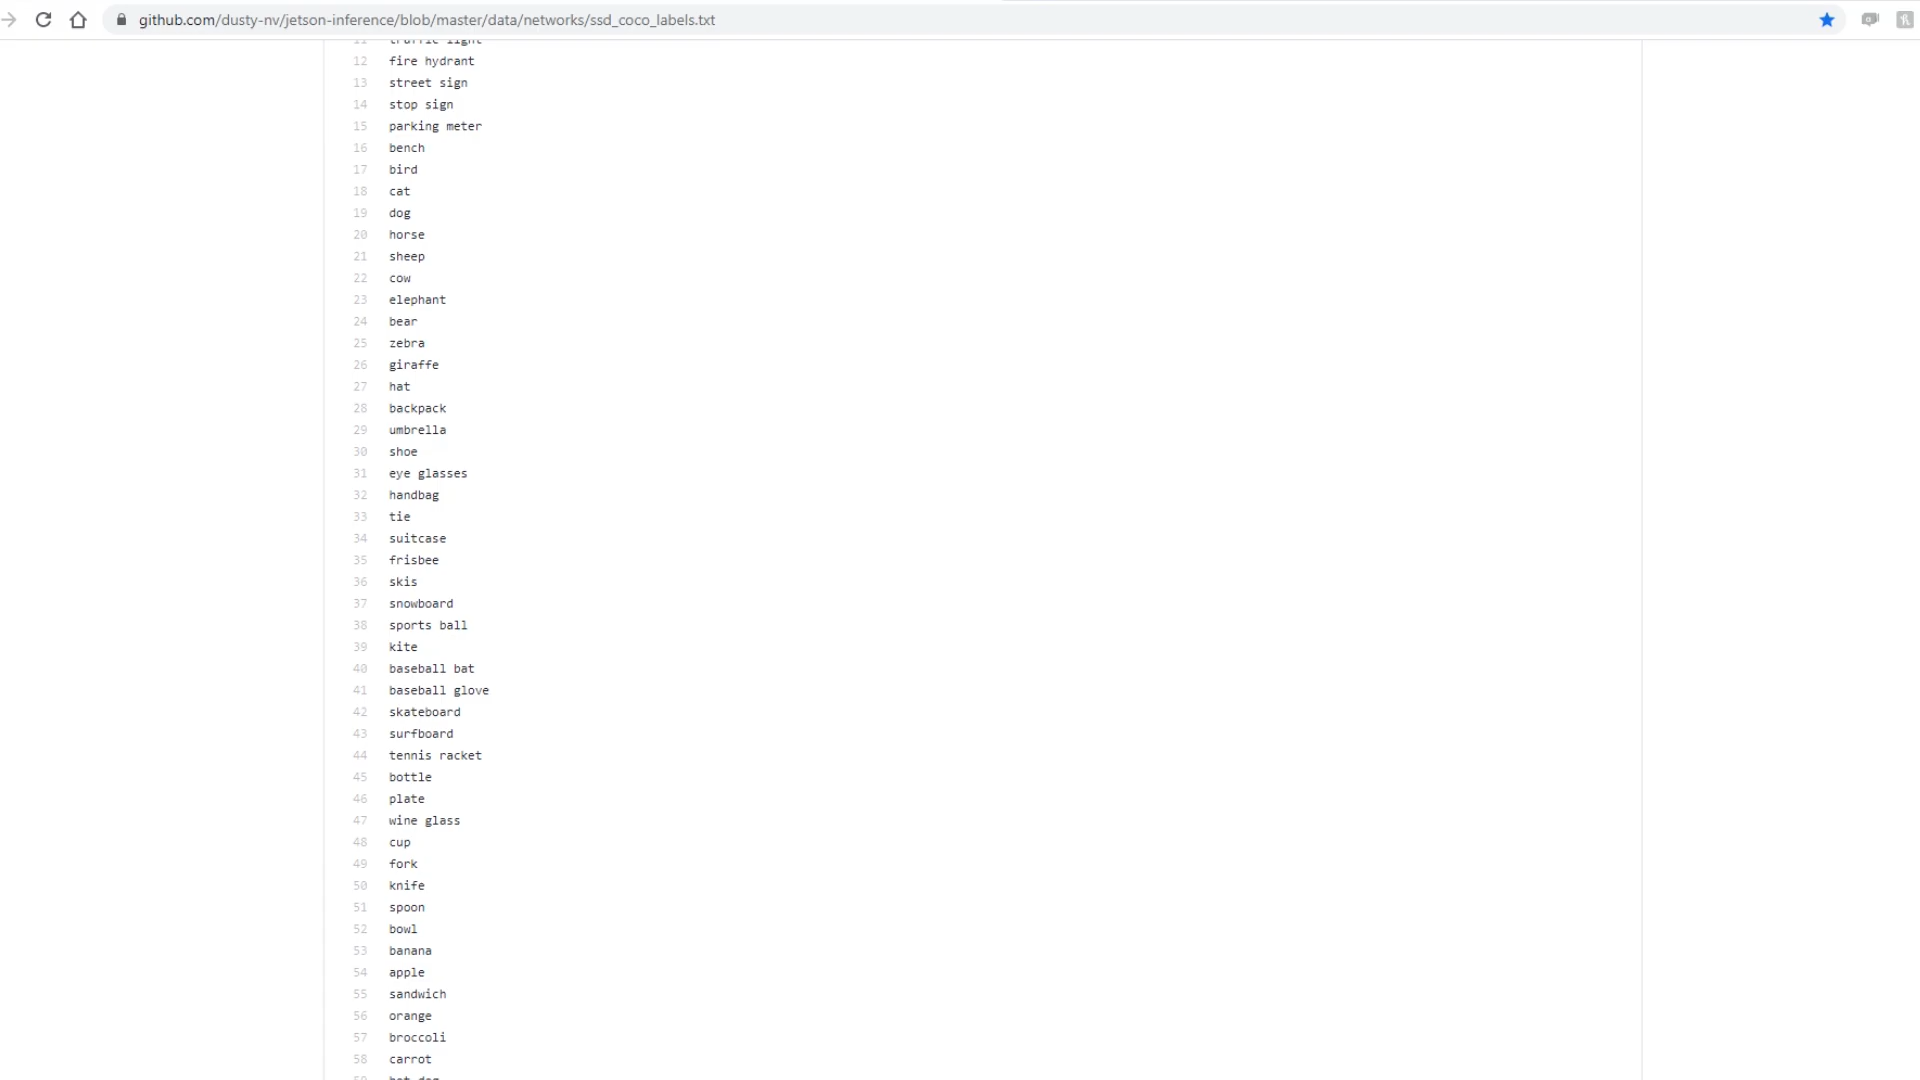 github.com/dusty-nv/jetson-inference/blob/master/data/networks/ssd_coco_labels.txt
11 traffic light
12 fire hydrant
13 street sign
14 stop sign
15 parking meter
16 bench
17 bird
18 cat
19 dog
20 horse
21 sheep
22 cow
23 elephant
24 bear
25 zebra
26 giraffe
27 hat
28 backpack
29 umbrella
30 shoe
31 eye glasses
32 handbag
33 tie
34 suitcase
35 frisbee
36 skis
37 snowboard
38 sports ball
39 kite
40 baseball bat
41 baseball glove
42 skateboard
43 surfboard
44 tennis racket
45 bottle
46 plate
47 wine glass
48 cup
49 fork
50 knife
51 spoon
52 bowl
53 banana
54 apple
55 sandwich
56 orange
57 broccoli
58 carrot
59 hot dog